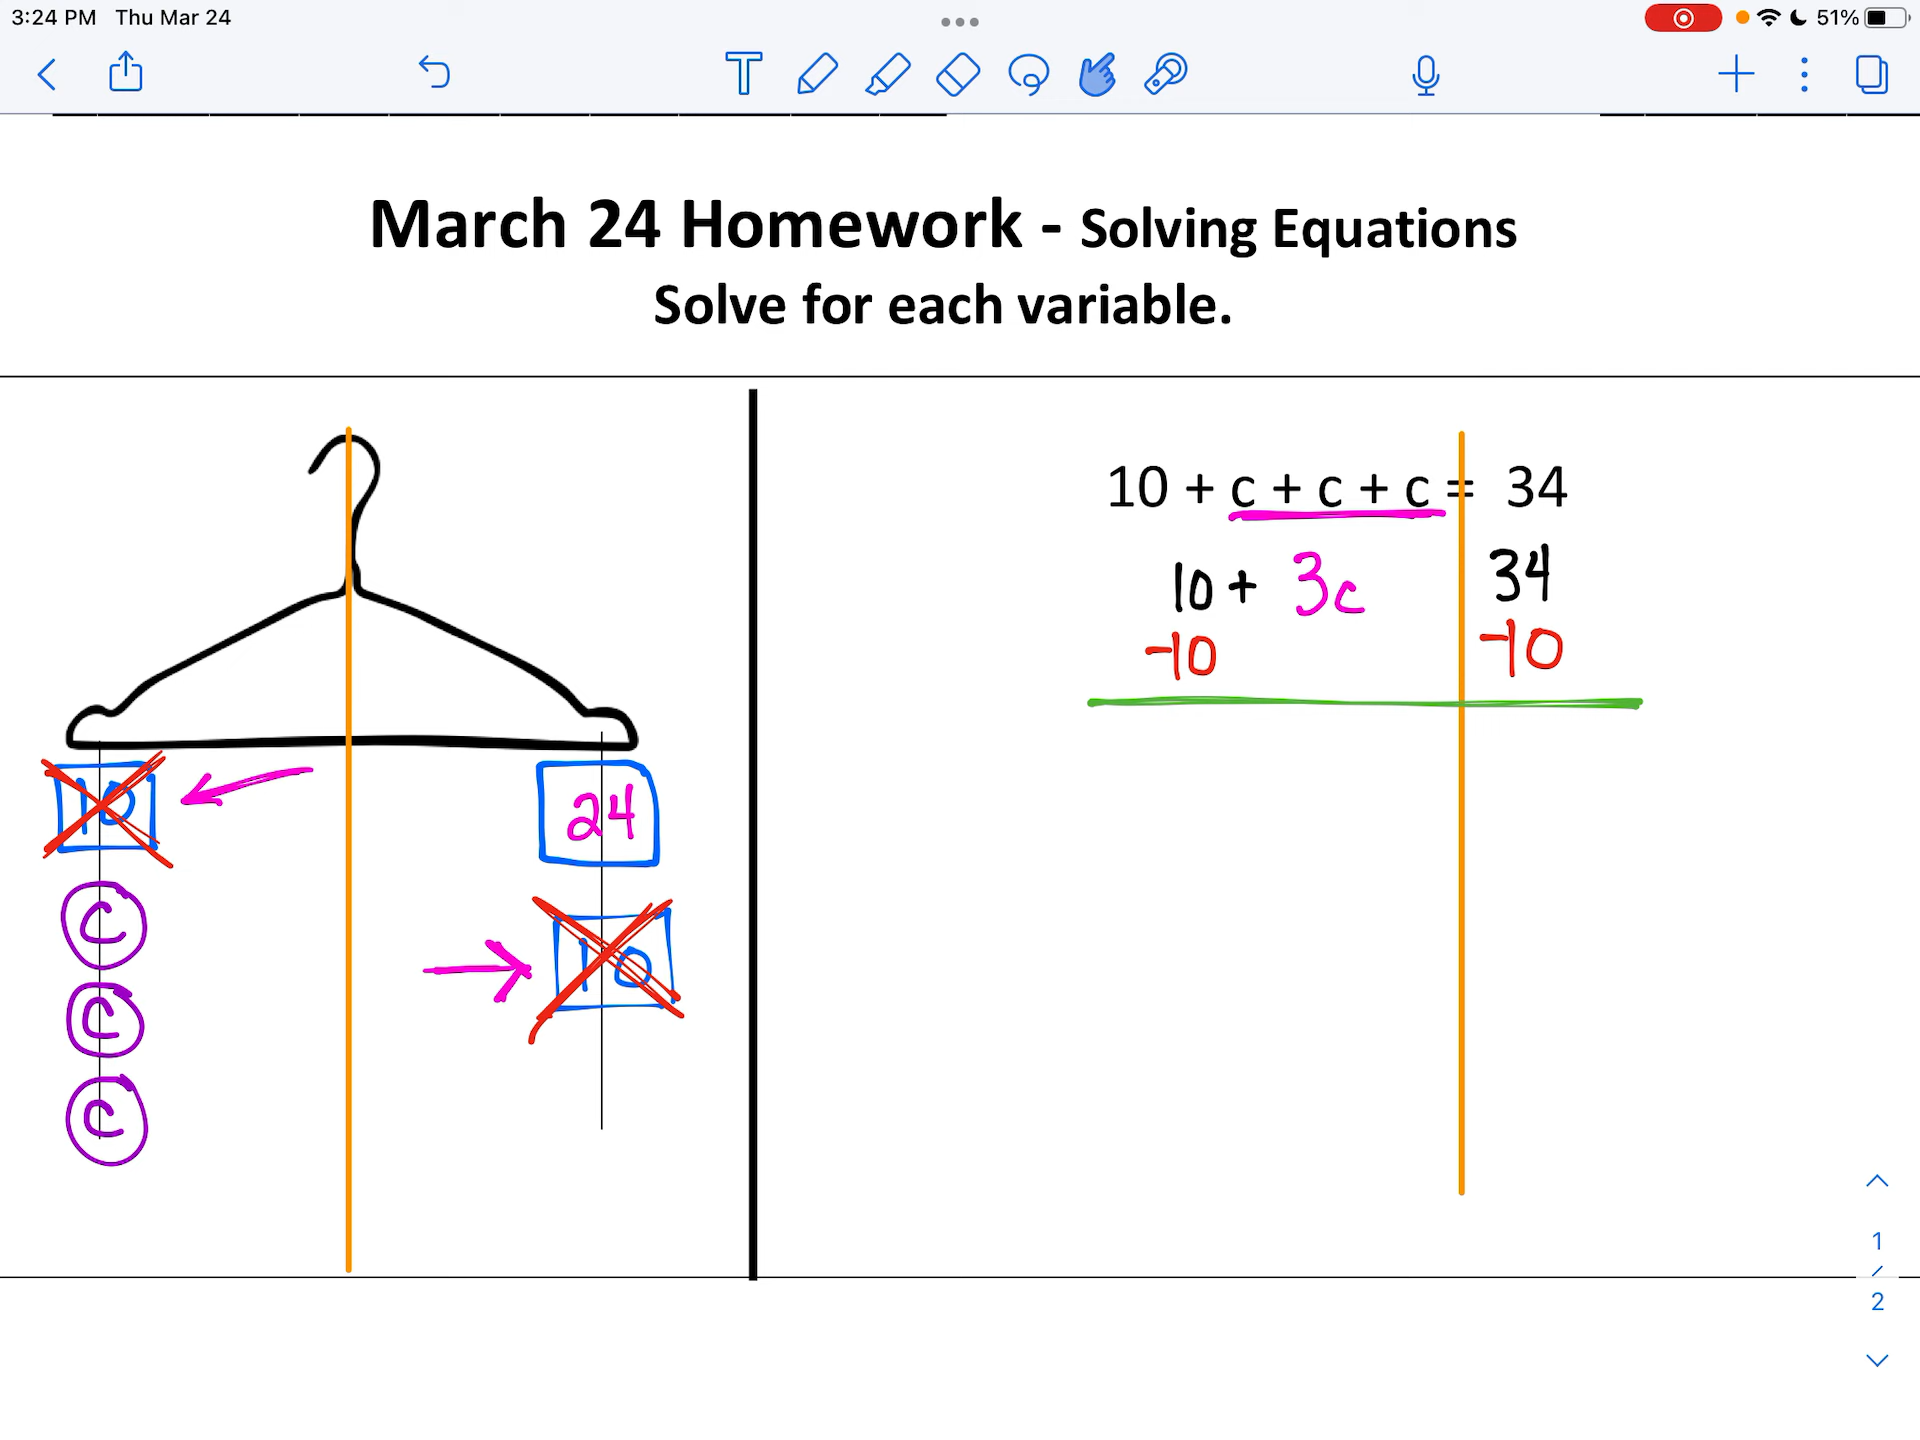 3:24 PM Thu Mar 24
51%
T
March 24 Homework - Solving Equations
Solve for each variable.
10 + c + c + c = 34
10 + 3c 34
-10 -10
10
24
c
10
c
c
1
/
2